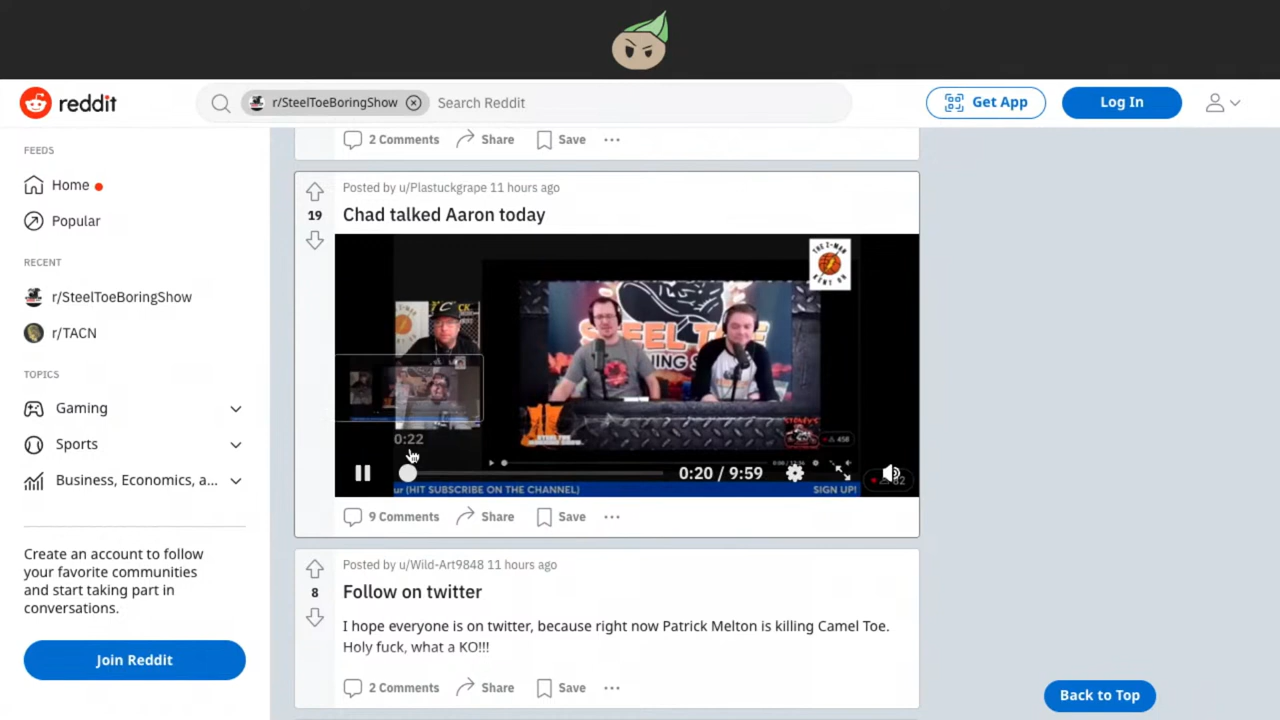 reddit
r/SteelToeBoringShow
Search Reddit
Get App
Log In
FEEDS
Home
Popular
RECENT
r/SteelToeBoringShow
r/TACN
TOPICS
Gaming
Sports
Business, Economics, a...
Create an account to follow
your favorite communities
and start taking part in
conversations.
Join Reddit
2 Comments
Share
Save
Posted by u/Plastuckgrape 11 hours ago
19
Chad talked Aaron today
0:22
0:20 / 9:59
ur (HIT SUBSCRIBE ON THE CHANNEL)
SIGN UP!
9 Comments
Share
Save
Posted by u/Wild-Art9848 11 hours ago
8
Follow on twitter
I hope everyone is on twitter, because right now Patrick Melton is killing Camel Toe.
Holy fuck, what a KO!!!
2 Comments
Share
Save
Back to Top